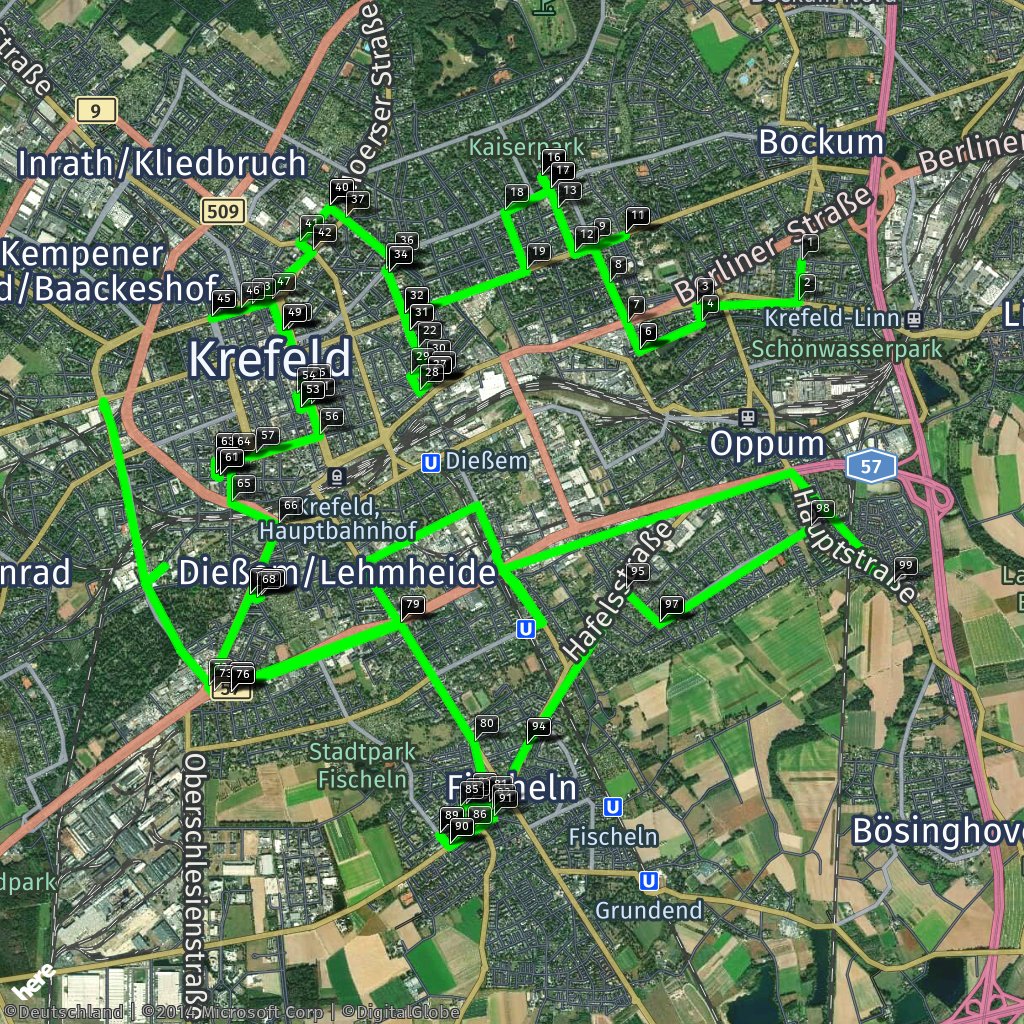 Bockum Nord
Straße
Moerser Straße
9
Kaiserpark
Bockum
Berliner
Inrath/Kliedbruch
16
17
40
37
18
13
509
11
Berliner Straße
9
12
36
42
1
34
Kempener
8
19
47
46
2
3
d/Baackeshof
45
32
7
4
49
31
Krefeld-Linn
22
6
Krefeld
30
Schönwasserpark
29
28
54
53
56
57
63
64
Oppum
61
U
Dießem
57
65
66
Krefeld,
Hauptbahnhof
98
Hauptstraße
nrad
Dießem/Lehmheide
99
68
95
79
97
U
Hafelsstraße
73
76
80
94
Stadtpark
Fischeln
Fischeln
85
91
86
89
90
U
Fischeln
Bösinghove
Oberschlesienstraße
dpark
U
Grundend
here
©Deutschland | ©2014 Microsoft Corp | ©DigitalGlobe